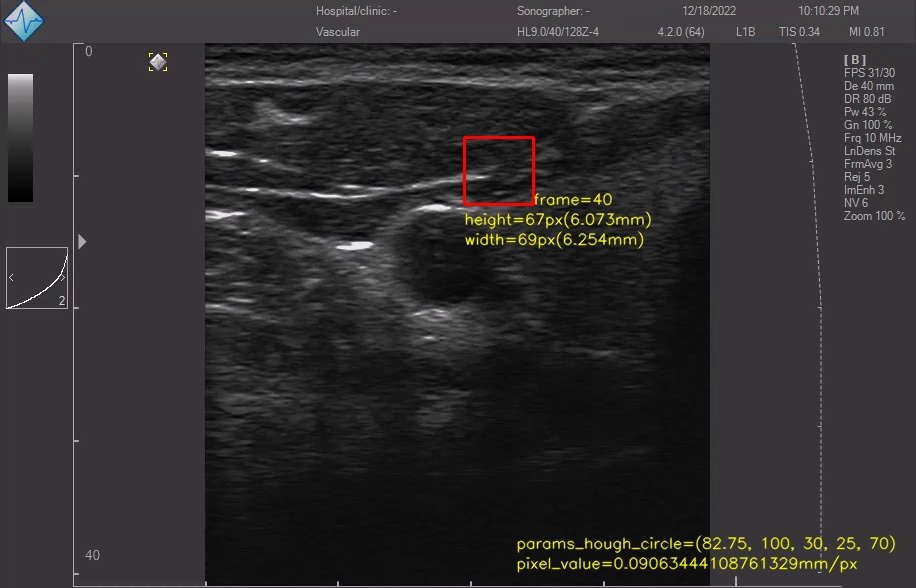 Hospital/clinic: - Sonographer: - 12/18/2022 10:10:29 PM
Vascular HL9.0/40/128Z-4 4.2.0 (64) L1B TIS 0.34 MI 0.81
0
[ B ]
FPS 31/30
De 40 mm
DR 80 dB
Pw 43 %
Gn 100 %
Frq 10 MHz
LnDens St
FrmAvg 3
Rej 5
ImEnh 3
NV 6
Zoom 100 %
frame=40
height=67px(6.073mm)
width=69px(6.254mm)
2
40
params_hough_circle=(82.75, 100, 30, 25, 70)
pixel_value=0.09063444108761329mm/px